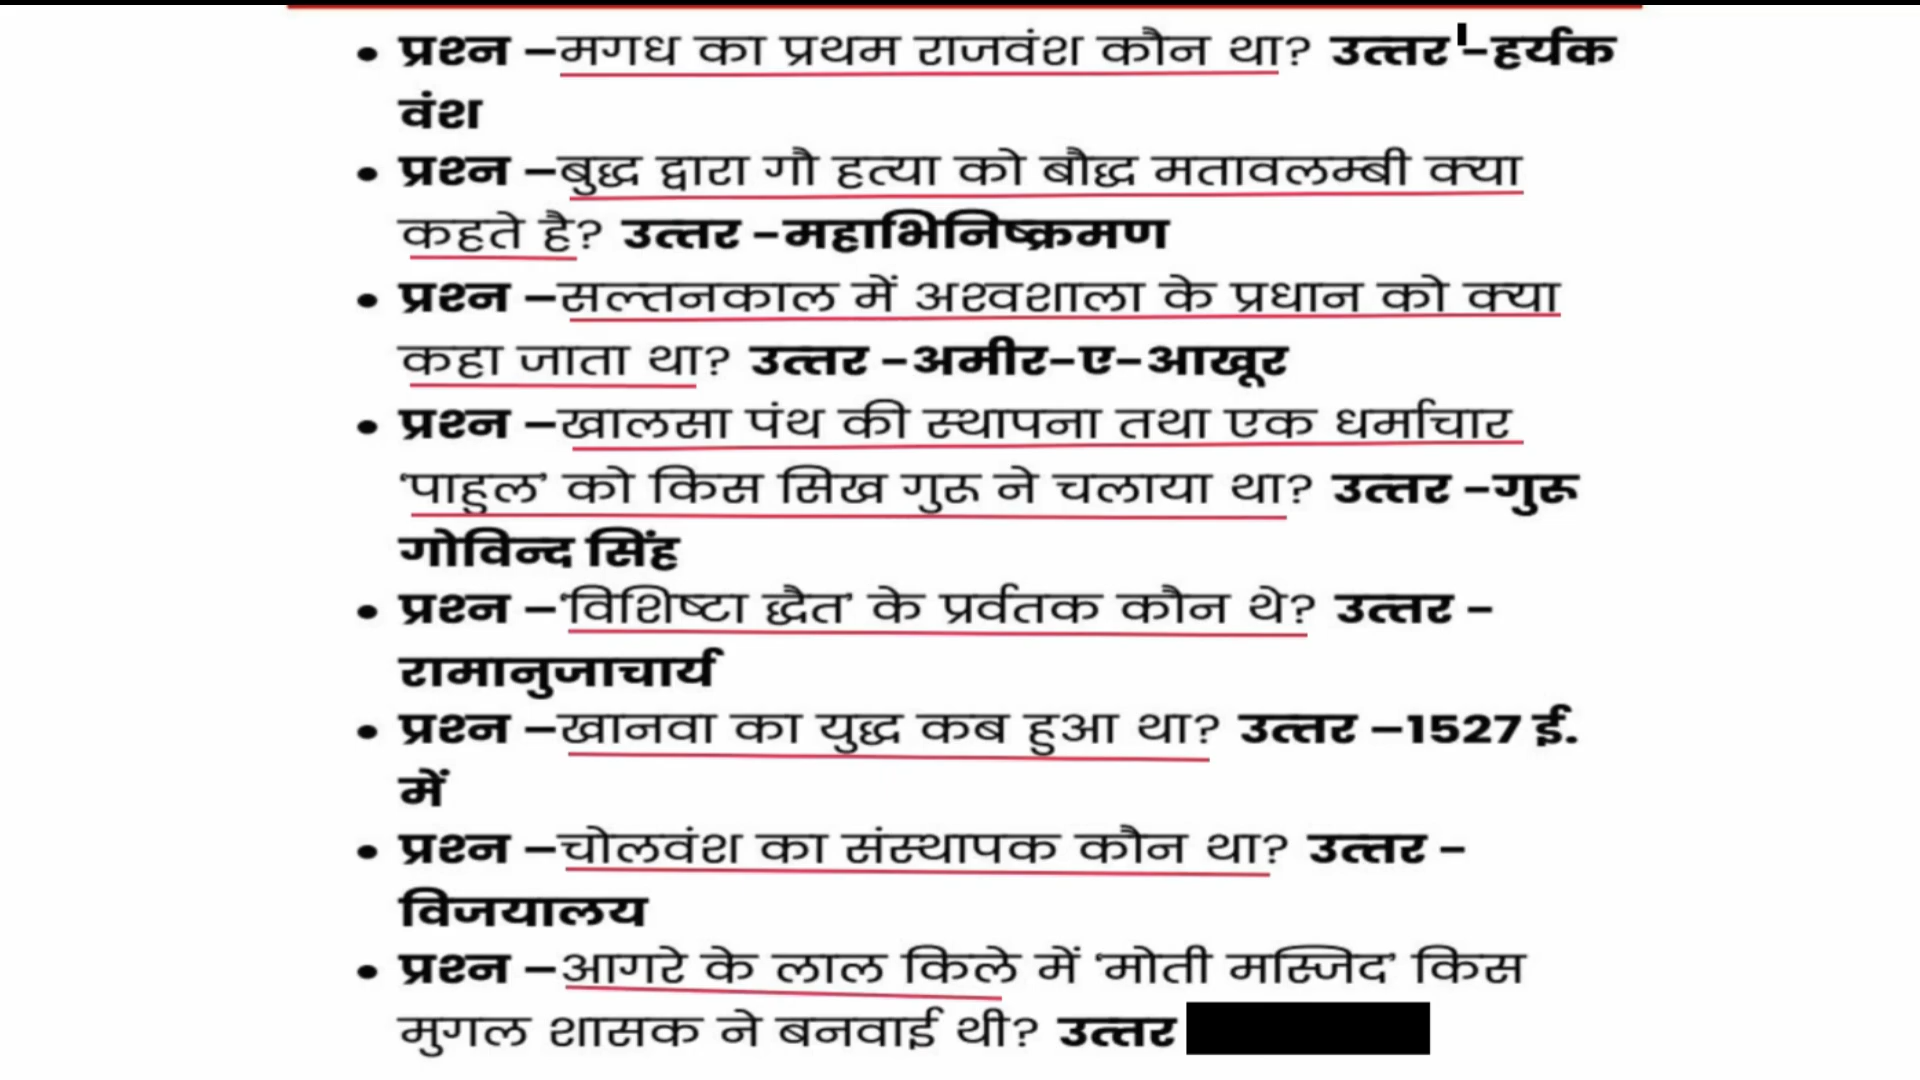 • प्रश्न –मगध का प्रथम राजवंश कौन था? उत्तर –हर्यक
वंश
• प्रश्न –बुद्ध द्वारा गौ हत्या को बौद्ध मतावलम्बी क्या
कहते है? उत्तर –महाभिनिष्क्रमण
• प्रश्न –सल्तनकाल में अश्वशाला के प्रधान को क्या
कहा जाता था? उत्तर –अमीर-ए-आखूर
• प्रश्न –खालसा पंथ की स्थापना तथा एक धर्माचार
‘पाहुल’ को किस सिख गुरू ने चलाया था? उत्तर –गुरू
गोविन्द सिंह
• प्रश्न –‘विशिष्टा द्धैत’ के प्रर्वतक कौन थे? उत्तर –
रामानुजाचार्य
• प्रश्न –खानवा का युद्ध कब हुआ था? उत्तर –1527 ई.
में
• प्रश्न –चोलवंश का संस्थापक कौन था? उत्तर –
विजयालय
• प्रश्न –आगरे के लाल किले में ‘मोती मस्जिद’ किस
मुगल शासक ने बनवाई थी? उत्तर